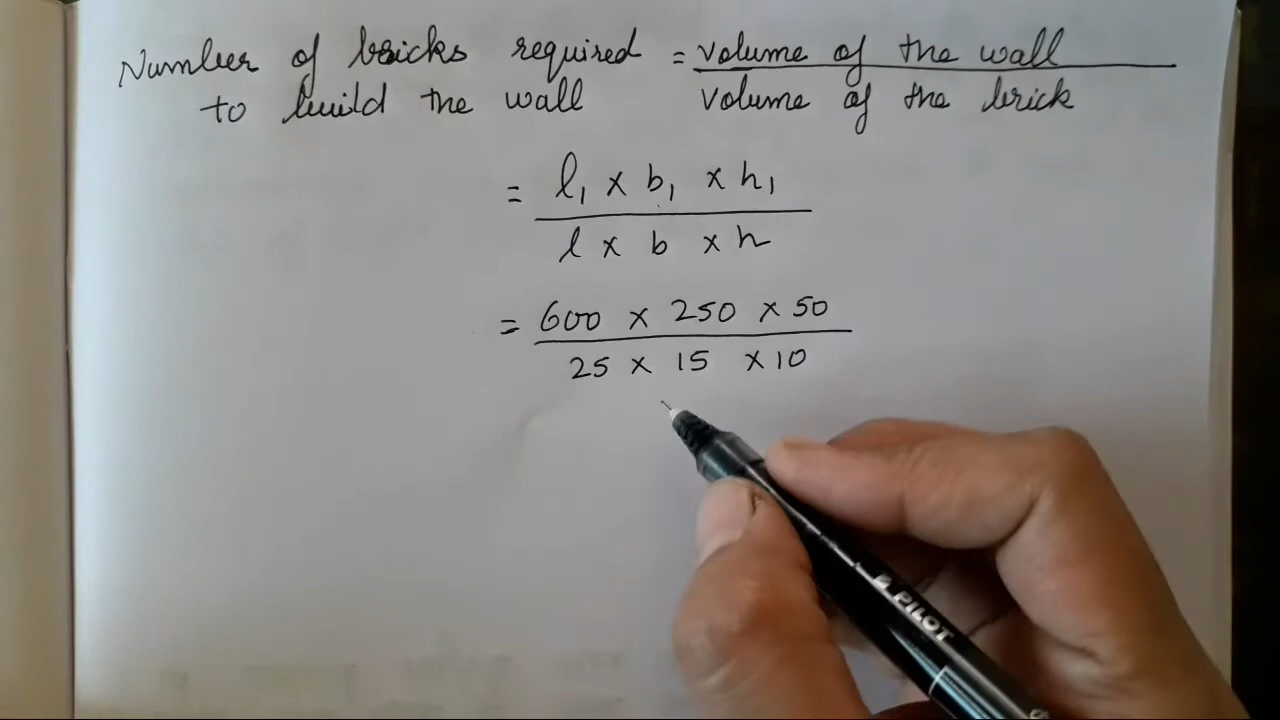 Number of bricks required = volume of the wall
to build the wall volume of the brick
= l₁ × b₁ × h₁
l × b × h
= 600 × 250 × 50
25 × 15 × 10
PILOT